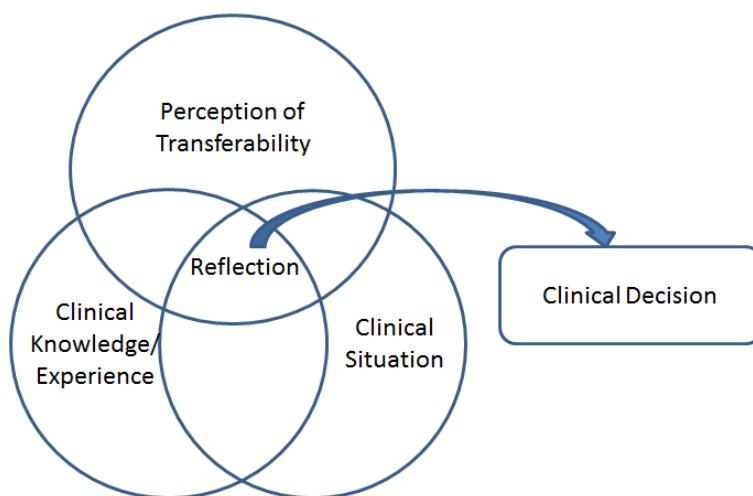 Perception of
Transferability
Reflection
Clinical
Knowledge/
Experience
Clinical
Situation
Clinical Decision